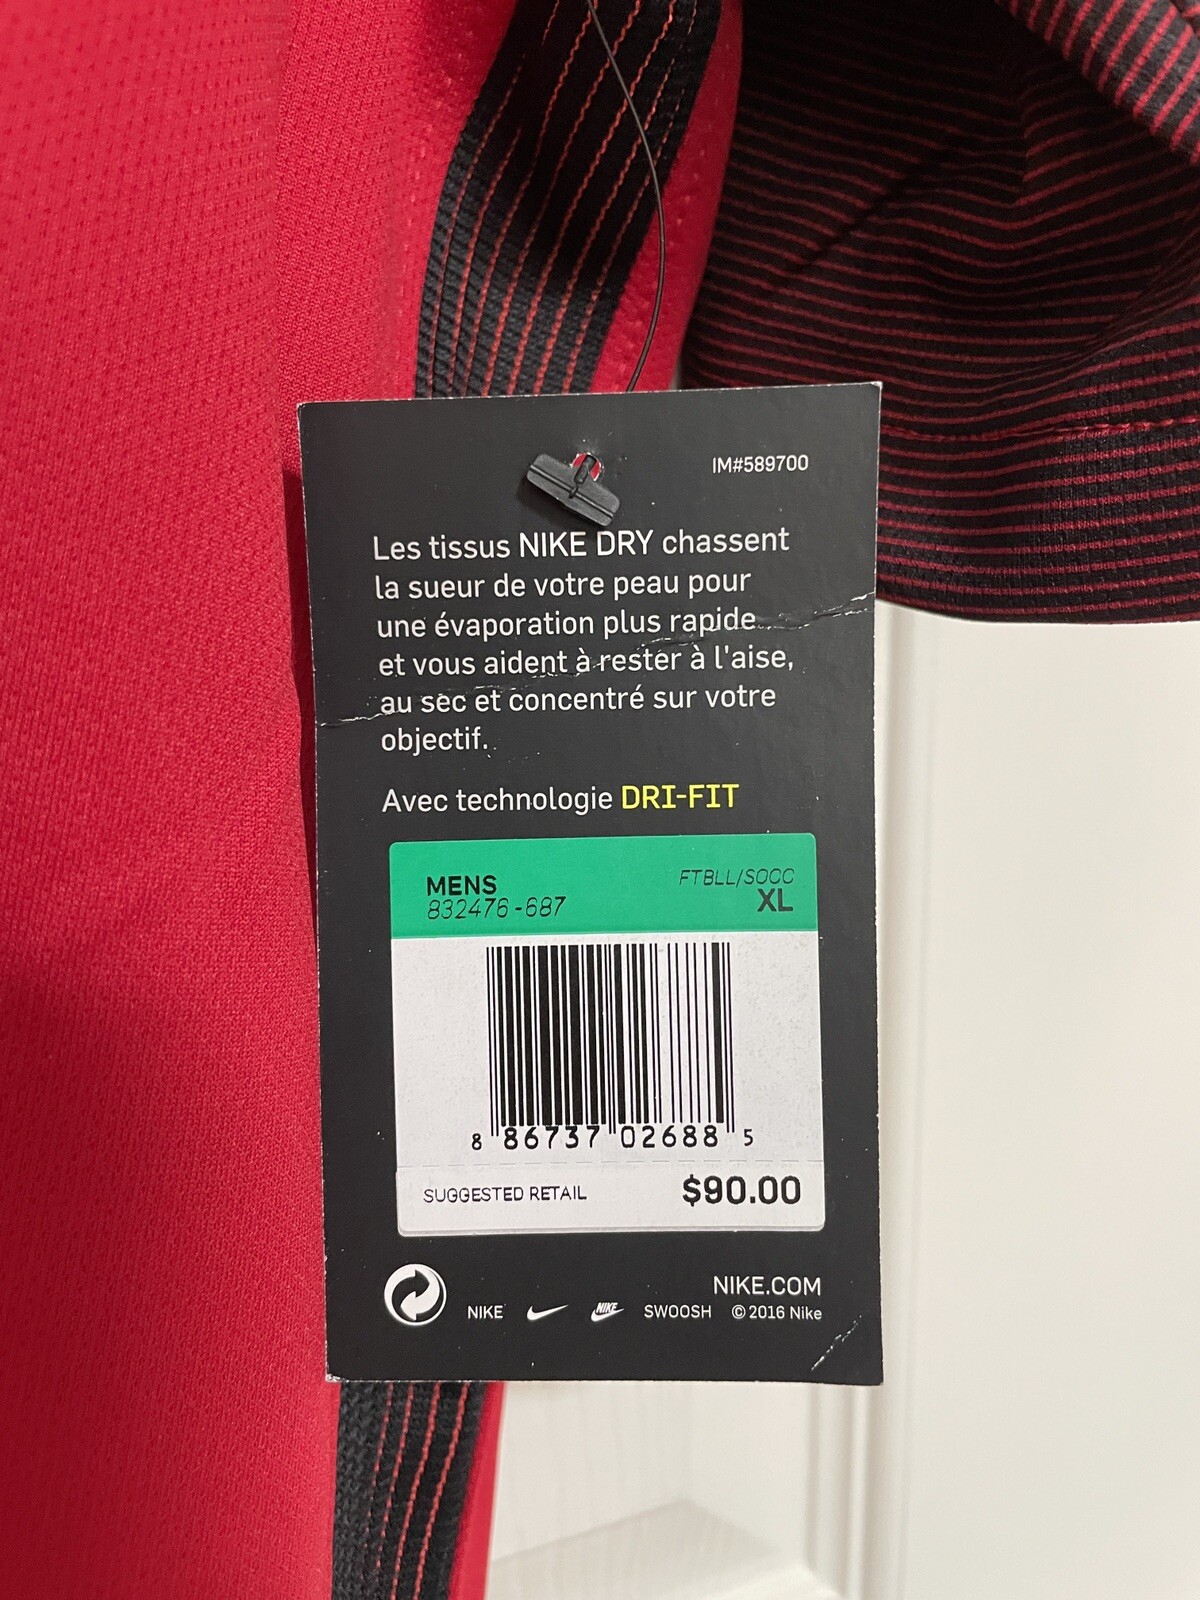 IM#589700
Les tissus NIKE DRY chassent
la sueur de votre peau pour
une évaporation plus rapide
et vous aident à rester à l'aise,
au sec et concentré sur votre
objectif.
Avec technologie DRI-FIT
MENS FTBLL/SOCC
832476-687 XL
8 86737 02688 5
SUGGESTED RETAIL $90.00
NIKE.COM
NIKE NIKE SWOOSH © 2016 Nike